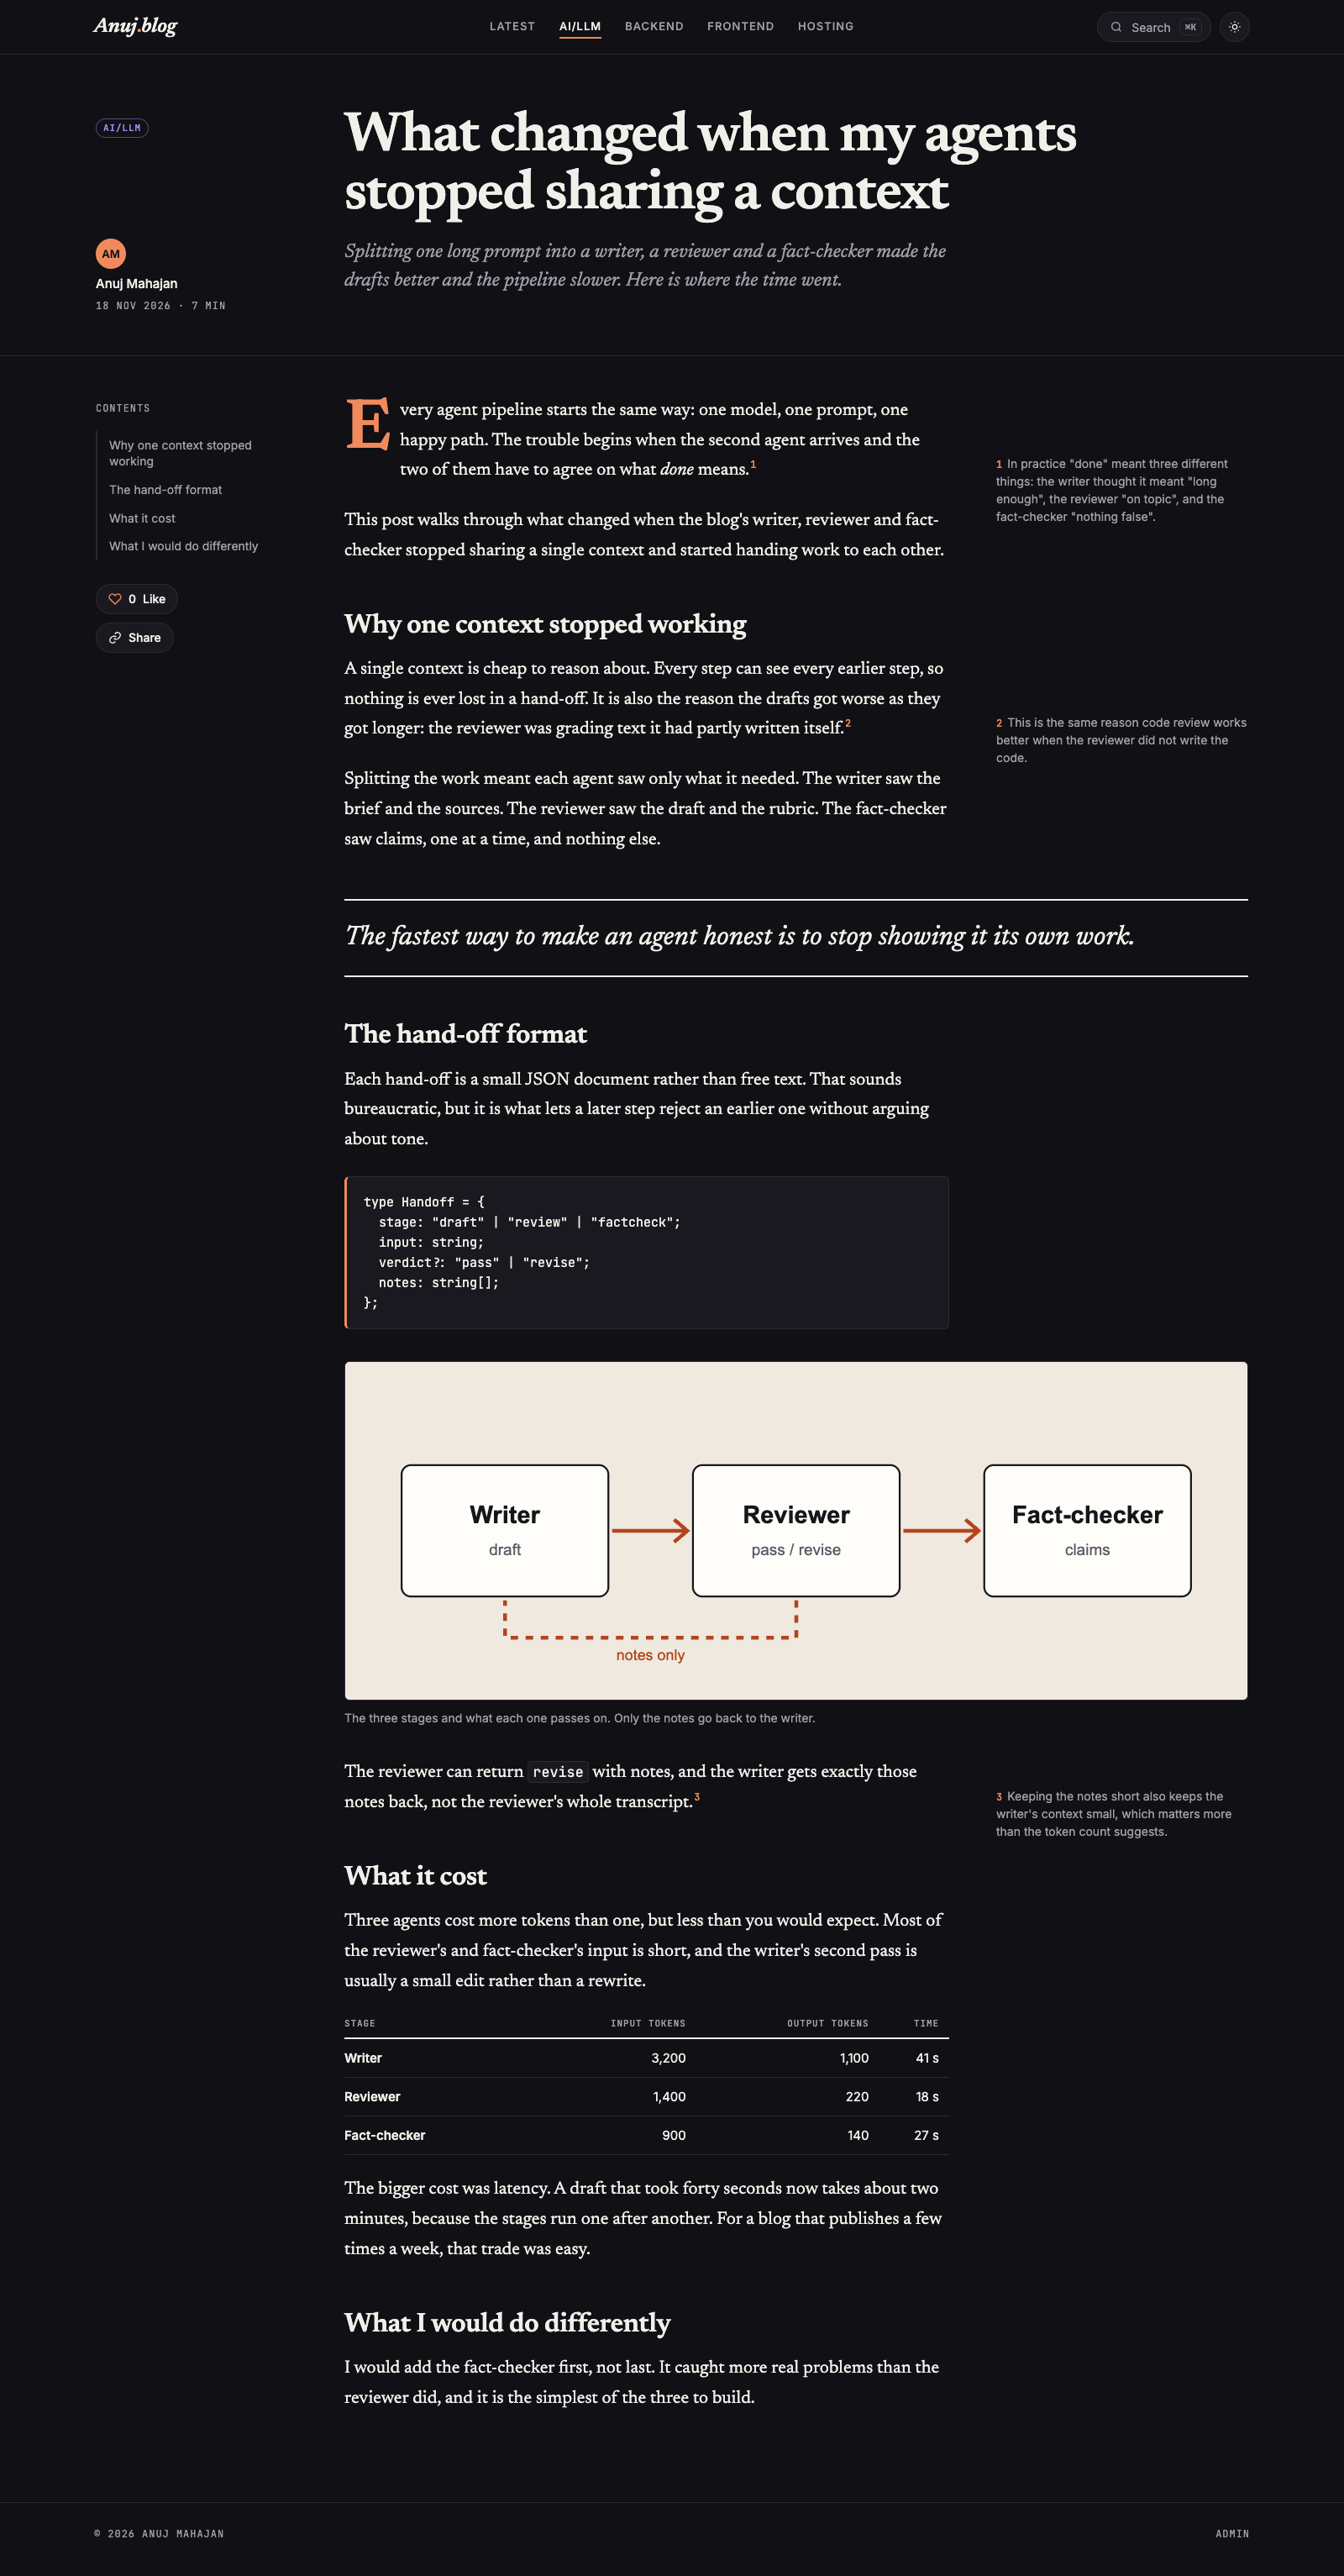 Anuj.blog
LATEST
AI/LLM
BACKEND
FRONTEND
HOSTING
Search
⌘K
AI/LLM
What changed when my agents
stopped sharing a context
Splitting one long prompt into a writer, a reviewer and a fact-checker made the
drafts better and the pipeline slower. Here is where the time went.
AM
Anuj Mahajan
18 NOV 2026 · 7 MIN
CONTENTS
Why one context stopped
working
The hand-off format
What it cost
What I would do differently
0 Like
Share
Every agent pipeline starts the same way: one model, one prompt, one
happy path. The trouble begins when the second agent arrives and the
two of them have to agree on what done means.1
1 In practice "done" meant three different
things: the writer thought it meant "long
enough", the reviewer "on topic", and the
fact-checker "nothing false".
This post walks through what changed when the blog's writer, reviewer and fact-
checker stopped sharing a single context and started handing work to each other.
Why one context stopped working
A single context is cheap to reason about. Every step can see every earlier step, so
nothing is ever lost in a hand-off. It is also the reason the drafts got worse as they
got longer: the reviewer was grading text it had partly written itself.2
2 This is the same reason code review works
better when the reviewer did not write the
code.
Splitting the work meant each agent saw only what it needed. The writer saw the
brief and the sources. The reviewer saw the draft and the rubric. The fact-checker
saw claims, one at a time, and nothing else.
The fastest way to make an agent honest is to stop showing it its own work.
The hand-off format
Each hand-off is a small JSON document rather than free text. That sounds
bureaucratic, but it is what lets a later step reject an earlier one without arguing
about tone.
type Handoff = {
  stage: "draft" | "review" | "factcheck";
  input: string;
  verdict?: "pass" | "revise";
  notes: string[];
};
Writer
draft
Reviewer
pass / revise
Fact-checker
claims
notes only
The three stages and what each one passes on. Only the notes go back to the writer.
The reviewer can return revise with notes, and the writer gets exactly those
notes back, not the reviewer's whole transcript.3
3 Keeping the notes short also keeps the
writer's context small, which matters more
than the token count suggests.
What it cost
Three agents cost more tokens than one, but less than you would expect. Most of
the reviewer's and fact-checker's input is short, and the writer's second pass is
usually a small edit rather than a rewrite.
STAGE INPUT TOKENS OUTPUT TOKENS TIME
Writer 3,200 1,100 41 s
Reviewer 1,400 220 18 s
Fact-checker 900 140 27 s
The bigger cost was latency. A draft that took forty seconds now takes about two
minutes, because the stages run one after another. For a blog that publishes a few
times a week, that trade was easy.
What I would do differently
I would add the fact-checker first, not last. It caught more real problems than the
reviewer did, and it is the simplest of the three to build.
© 2026 ANUJ MAHAJAN
ADMIN